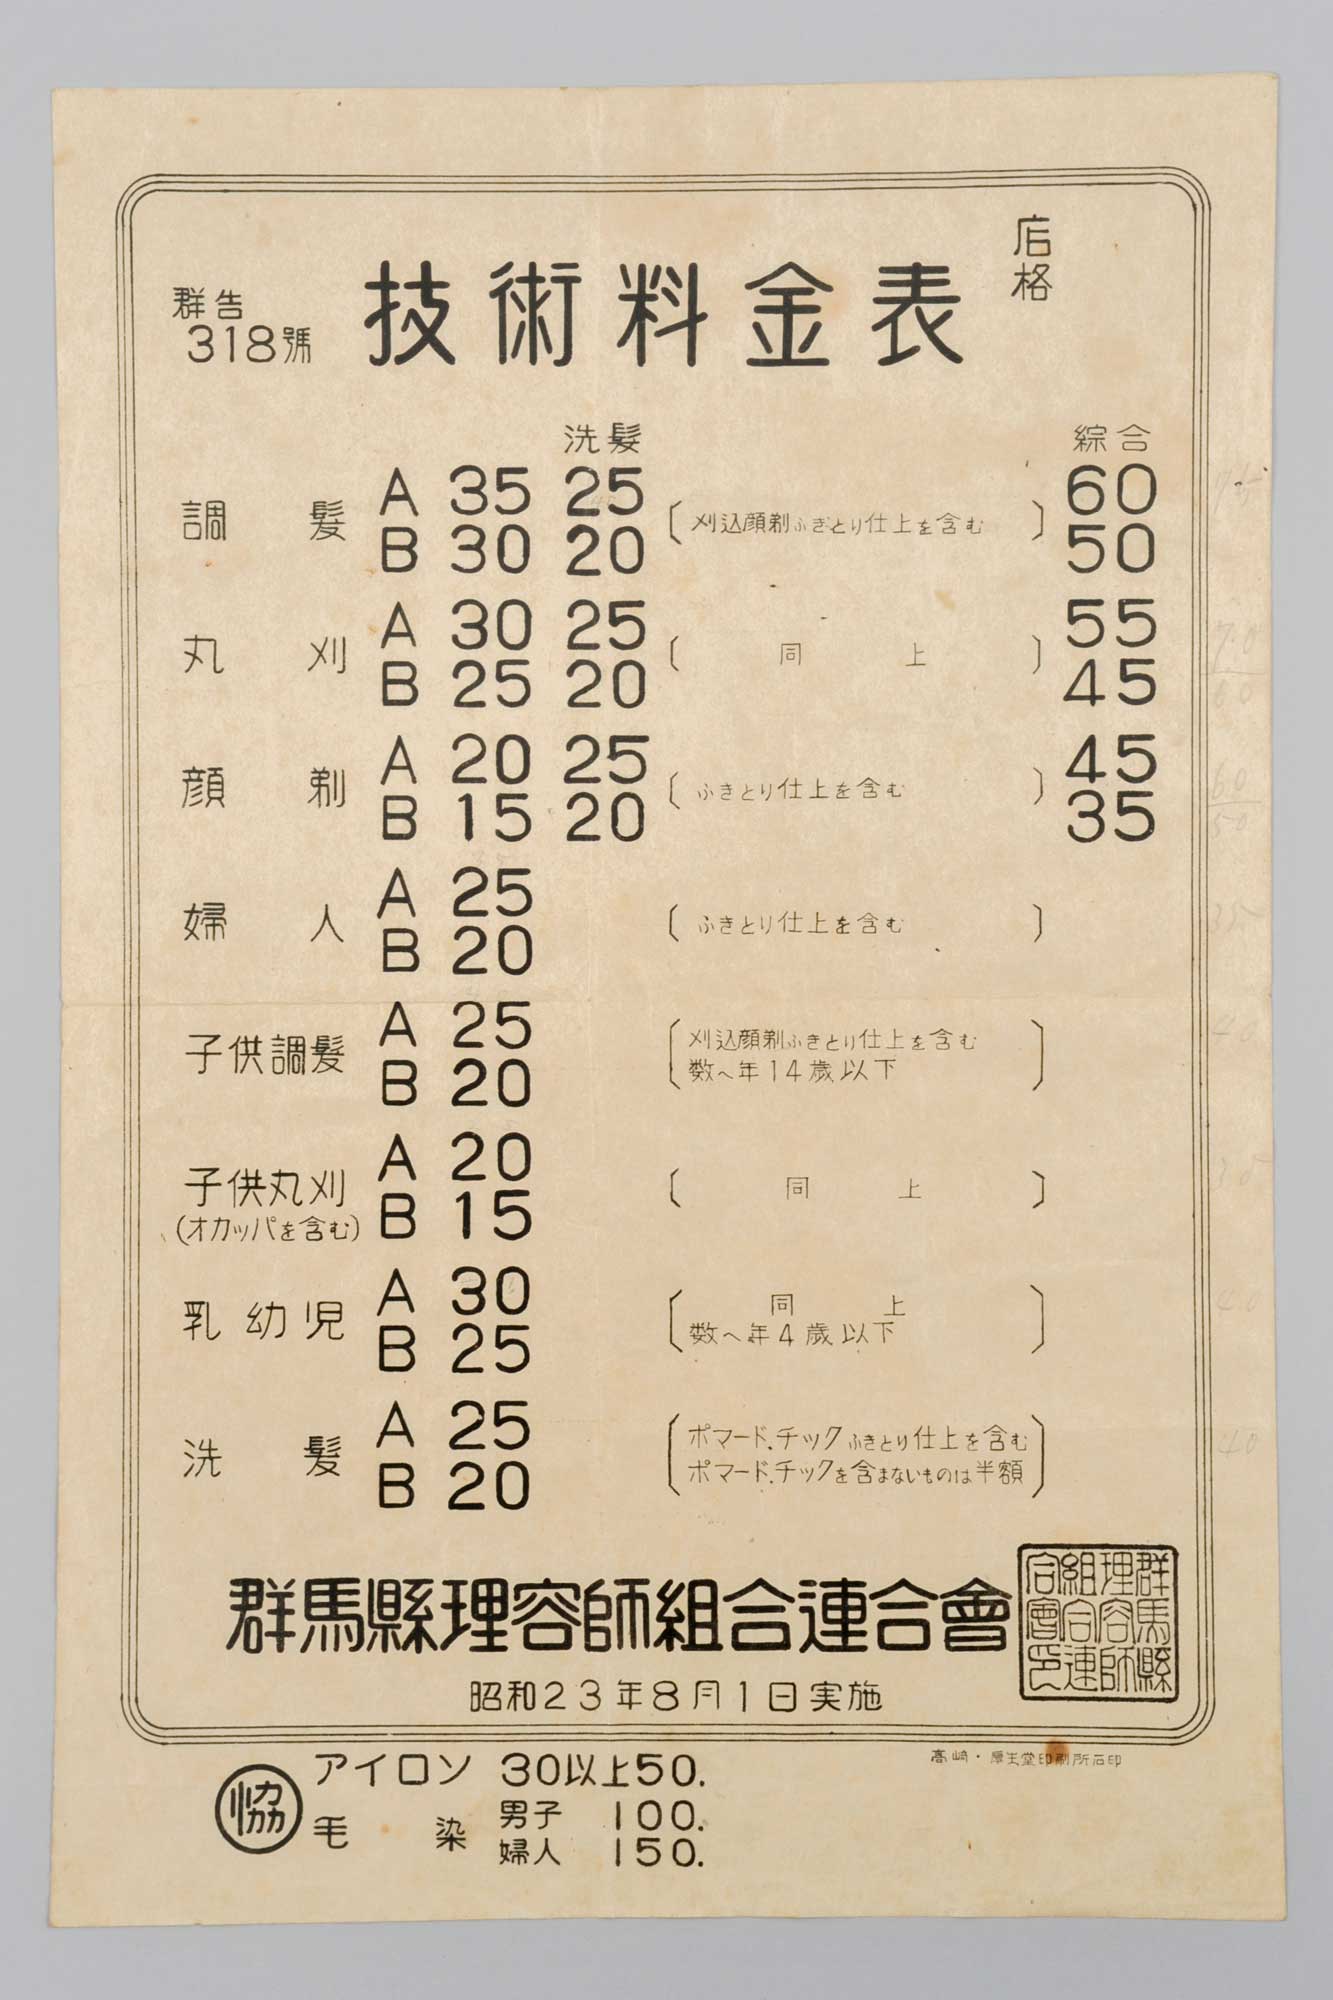 店格
群告
318號
技術料金表
洗髮 綜合
調髮 A 35 25 〔刈込顔剃ふきとり仕上を含む〕 60
B 30 20 50
丸刈 A 30 25 〔同上〕 55
B 25 20 45
顔剃 A 20 25 〔ふきとり仕上を含む〕 45
B 15 20 35
婦人 A 25 〔ふきとり仕上を含む〕
B 20
子供調髮 A 25 〔刈込顔剃ふきとり仕上を含む
B 20 数へ年14歳以下〕
子供丸刈 A 20 〔同上〕
(オカッパを含む) B 15
乳幼児 A 30 〔同上
B 25 数へ年4歳以下〕
洗髮 A 25 〔ポマード.チックふきとり仕上を含む
B 20 ポマード.チックを含まないものは半額〕
群馬縣理容師組合連合會
群馬縣
理容師
組合連
合會印
昭和23年8月1日実施
高崎・厚生堂印刷所石印
協 アイロン 30以上50.
毛染 男子 100.
婦人 150.
70
60
60
50
35
40
30
40
40